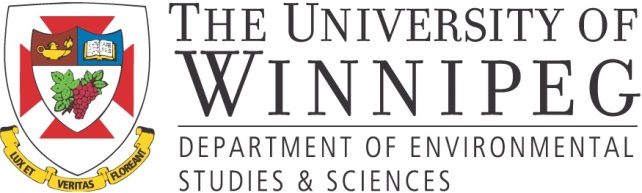 THE UNIVERSITY OF
WINNIPEG
DEPARTMENT OF ENVIRONMENTAL
STUDIES & SCIENCES
LUX ET
VERITAS
FLOREANT